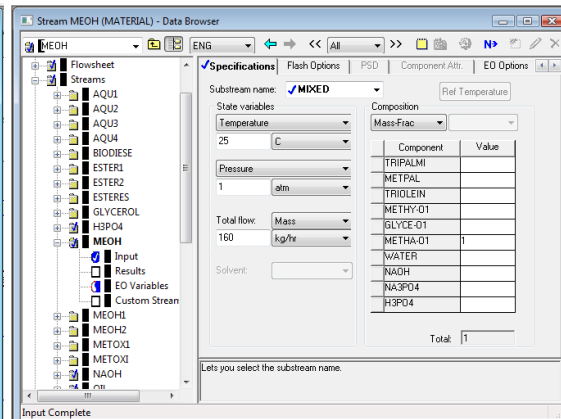 Stream MEOH (MATERIAL) - Data Browser
MEOH ENG << All >> N>
Flowsheet
Streams
AQU1
AQU2
AQU3
AQU4
BIODIESE
ESTER1
ESTER2
ESTERES
GLYCEROL
H3PO4
MEOH
Input
Results
EO Variables
Custom Stream
MEOH1
MEOH2
METOX1
METOXI
NAOH
OIL
Specifications Flash Options PSD Component Attr. EO Options
Substream name: MIXED Ref Temperature
State variables
Temperature
25 C
Pressure
1 atm
Total flow: Mass
160 kg/hr
Solvent:
Composition
Mass-Frac
Component Value
TRIPALMI
METPAL
TRIOLEIN
METHY-01
GLYCE-01
METHA-01 1
WATER
NAOH
NA3PO4
H3PO4
Total: 1
Lets you select the substream name.
Input Complete